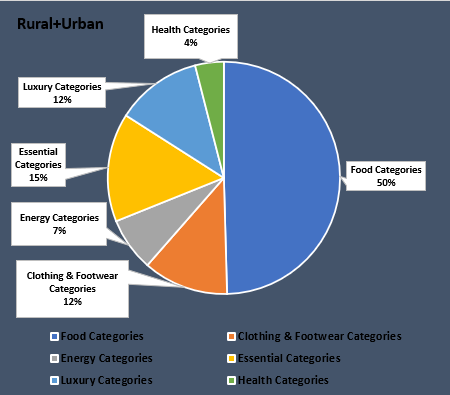 Rural+Urban
Health Categories
4%
Luxury Categories
12%
Essential
Categories
15%
Food Categories
50%
Energy Categories
7%
Clothing & Footwear
Categories
12%
Food Categories
Clothing & Footwear Categories
Energy Categories
Essential Categories
Luxury Categories
Health Categories